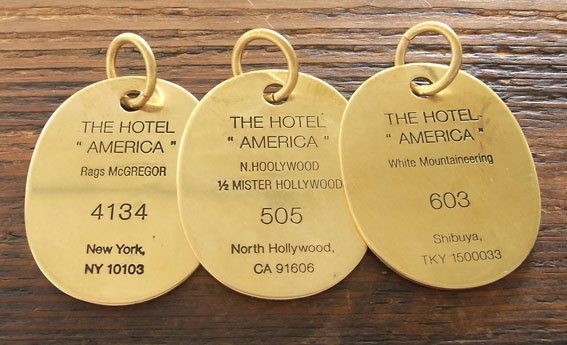 THE HOTEL
" AMERICA "
Rags McGREGOR
4134
New York,
NY 10103
THE HOTEL
" AMERICA "
N.HOOLYWOOD
½ MISTER HOLLYWOOD
505
North Hollywood,
CA 91606
THE HOTEL
" AMERICA "
White Mountaineering
603
Shibuya,
TKY 1500033